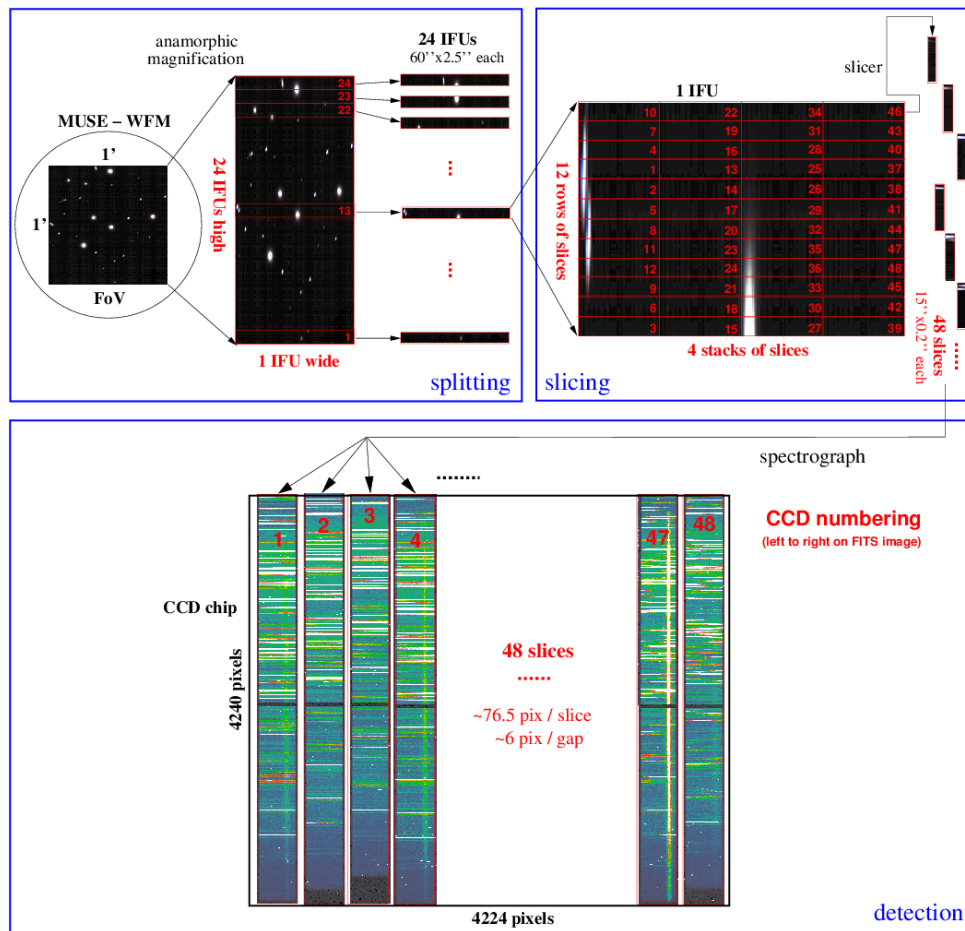 anamorphic
magnification
24 IFUs
60’’x2.5’’ each
24
23
22
13
1
MUSE – WFM
1’
1’
FoV
24 IFUs high
1 IFU wide
splitting
slicer
1 IFU
10 22 34 46
7 19 31 43
4 16 28 40
1 13 25 37
2 14 26 38
5 17 29 41
8 20 32 44
11 23 35 47
12 24 36 48
9 21 33 45
6 18 30 42
3 15 27 39
12 rows of slices
4 stacks of slices
48 slices
15’’x0.2’’ each
slicing
spectrograph
1 2 3 4 47 48
CCD numbering
(left to right on FITS image)
CCD chip
4240 pixels
48 slices
~76.5 pix / slice
~6 pix / gap
4224 pixels
detection